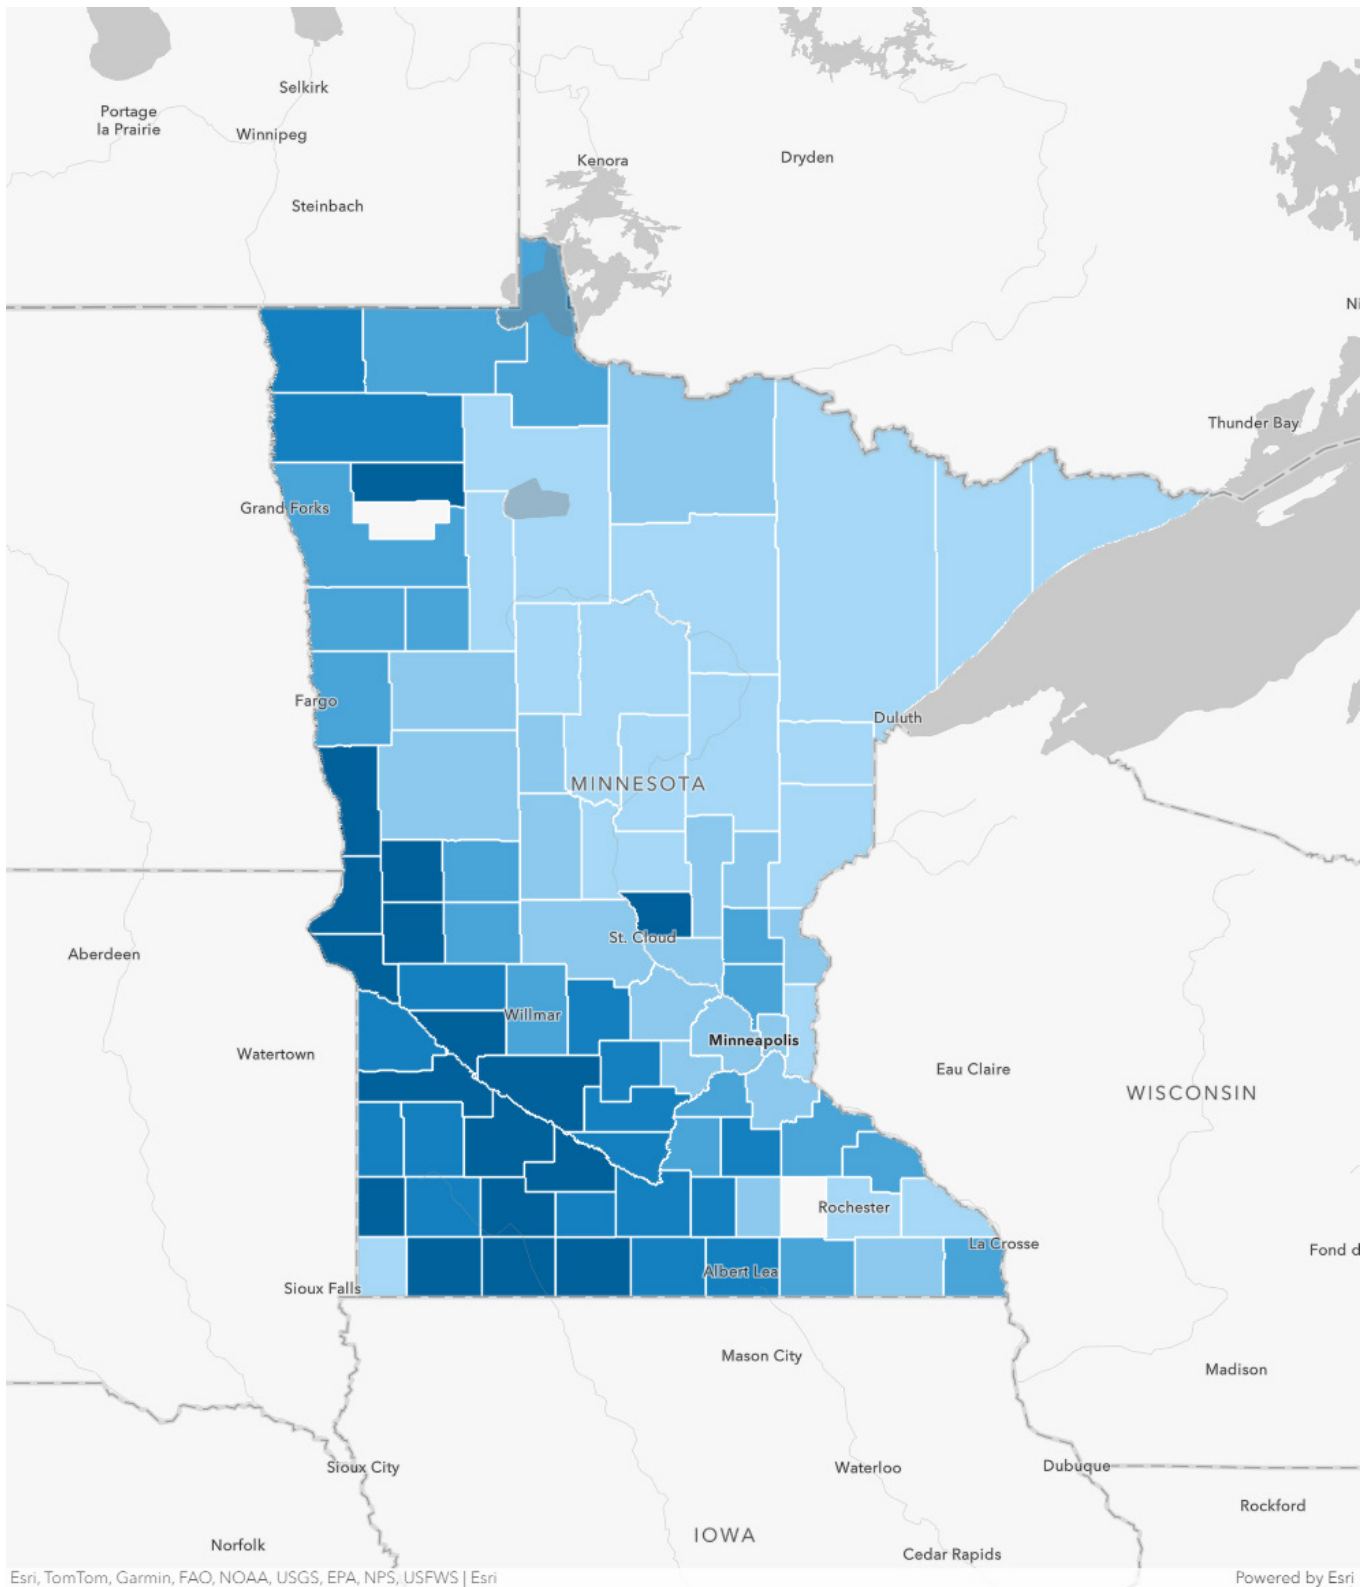 Selkirk
Portage
la Prairie
Winnipeg
Kenora
Dryden
Steinbach
Ni
Thunder Bay
Grand Forks
Fargo
Duluth
MINNESOTA
St. Cloud
Aberdeen
Willmar
Minneapolis
Watertown
Eau Claire
WISCONSIN
Rochester
La Crosse
Fond d
Albert Lea
Sioux Falls
Mason City
Madison
Sioux City
Waterloo
Dubuque
Rockford
IOWA
Norfolk
Cedar Rapids
Esri, TomTom, Garmin, FAO, NOAA, USGS, EPA, NPS, USFWS | Esri
Powered by Esri